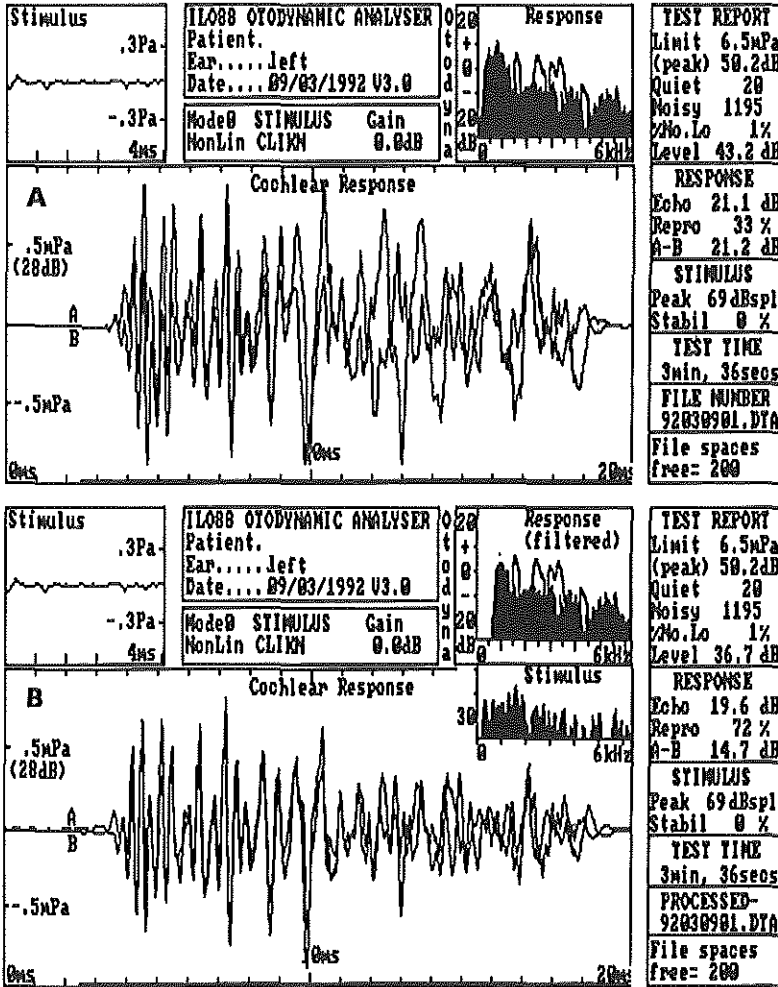 Stimulus
.3Pa
-.3Pa
4ms
ILO88 OTODYNAMIC ANALYSER
Patient.
Ear.....left
Date....09/03/1992 V3.0
Mode0 STIMULUS Gain
NonLin CLIKN 0.0dB
Otodyna
Response
20
+
0
-
20
dB
0 6kHz
TEST REPORT
Limit 6.5mPa
(peak) 50.2dB
Quiet 20
Noisy 1195
%No.Lo 1%
Level 43.2 dB
A
Cochlear Response
.5mPa
(28dB)
A
B
-.5mPa
0ms
0ms
20ms
RESPONSE
Echo 21.1 dB
Repro 33 %
A-B 21.2 dB
STIMULUS
Peak 69dBspl
Stabil 0 %
TEST TIME
3min, 36secs
FILE NUMBER
92030901.DTA
File spaces
free= 200
Stimulus
.3Pa
-.3Pa
4ms
ILO88 OTODYNAMIC ANALYSER
Patient.
Ear.....left
Date....09/03/1992 V3.0
Mode0 STIMULUS Gain
NonLin CLIKN 0.0dB
Otodyna
Response
(filtered)
20
+
0
-
20
dB
0 6kHz
Stimulus
30
0 6kHz
TEST REPORT
Limit 6.5mPa
(peak) 50.2dB
Quiet 20
Noisy 1195
%No.Lo 1%
Level 36.7 dB
B
Cochlear Response
.5mPa
(28dB)
A
B
-.5mPa
0ms
0ms
20ms
RESPONSE
Echo 19.6 dB
Repro 72 %
A-B 14.7 dB
STIMULUS
Peak 69dBspl
Stabil 0 %
TEST TIME
3min, 36secs
PROCESSED-
92030901.DTA
File spaces
free= 200